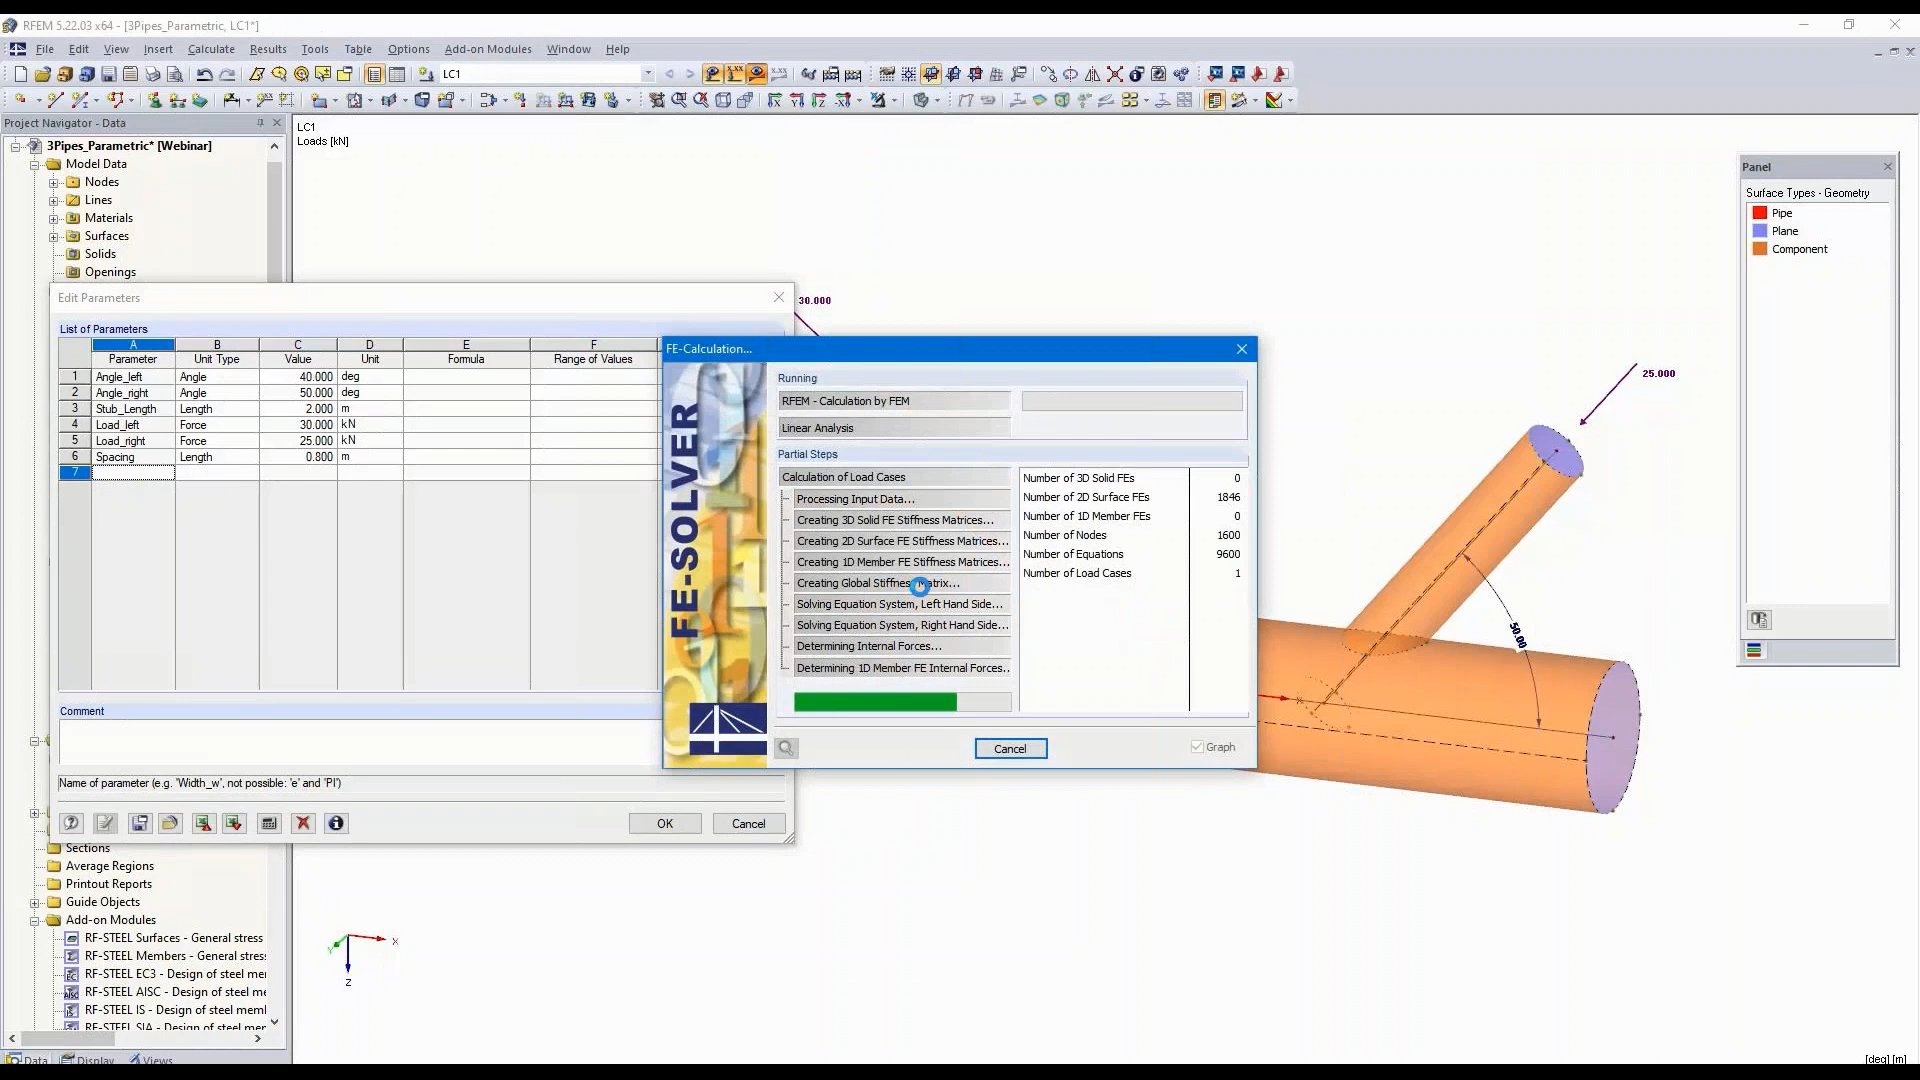 RFEM 5.22.03 x64 - [3Pipes_Parametric, LC1*]
File Edit View Insert Calculate Results Tools Table Options Add-on Modules Window Help
LC1
Project Navigator - Data
3Pipes_Parametric* [Webinar]
Model Data
Nodes
Lines
Materials
Surfaces
Solids
Openings
LC1
Loads [kN]
30.000
25.000
50.00
Panel
Surface Types - Geometry
Pipe
Plane
Component
Edit Parameters
List of Parameters
A B C D E F
Parameter Unit Type Value Unit Formula Range of Values
1 Angle_left Angle 40.000 deg
2 Angle_right Angle 50.000 deg
3 Stub_Length Length 2.000 m
4 Load_left Force 30.000 kN
5 Load_right Force 25.000 kN
6 Spacing Length 0.800 m
7
Comment
Name of parameter (e.g. 'Width_w', not possible: 'e' and 'PI')
OK Cancel
FE-Calculation...
FE-SOLVER
Running
RFEM - Calculation by FEM
Linear Analysis
Partial Steps
Calculation of Load Cases
Processing Input Data...
Creating 3D Solid FE Stiffness Matrices...
Creating 2D Surface FE Stiffness Matrices...
Creating 1D Member FE Stiffness Matrices...
Creating Global Stiffness Matrix...
Solving Equation System, Left Hand Side...
Solving Equation System, Right Hand Side...
Determining Internal Forces...
Determining 1D Member FE Internal Forces..
Number of 3D Solid FEs 0
Number of 2D Surface FEs 1846
Number of 1D Member FEs 0
Number of Nodes 1600
Number of Equations 9600
Number of Load Cases 1
Cancel
Graph
Sections
Average Regions
Printout Reports
Guide Objects
Add-on Modules
RF-STEEL Surfaces - General stress
RF-STEEL Members - General stres
RF-STEEL EC3 - Design of steel me
RF-STEEL AISC - Design of steel me
RF-STEEL IS - Design of steel meml
RF-STEEL SIA - Design of steel mer
X
Y
Z
Data Display Views
[deg] [m]